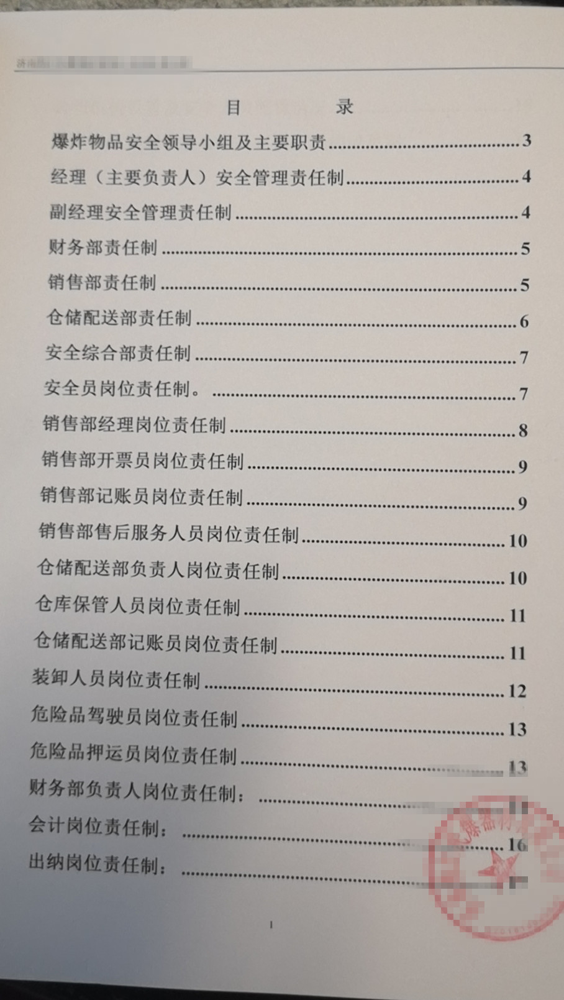 目 录
爆炸物品安全领导小组及主要职责......3
经理（主要负责人）安全管理责任制......4
副经理安全管理责任制......4
财务部责任制......5
销售部责任制......5
仓储配送部责任制......6
安全综合部责任制......7
安全员岗位责任制。......7
销售部经理岗位责任制......8
销售部开票员岗位责任制......9
销售部记账员岗位责任制......9
销售部售后服务人员岗位责任制......10
仓储配送部负责人岗位责任制......10
仓库保管人员岗位责任制......11
仓储配送部记账员岗位责任制......11
装卸人员岗位责任制......12
危险品驾驶员岗位责任制......13
危险品押运员岗位责任制......13
财务部负责人岗位责任制：......
会计岗位责任制：......16
出纳岗位责任制：......
爆器材
1